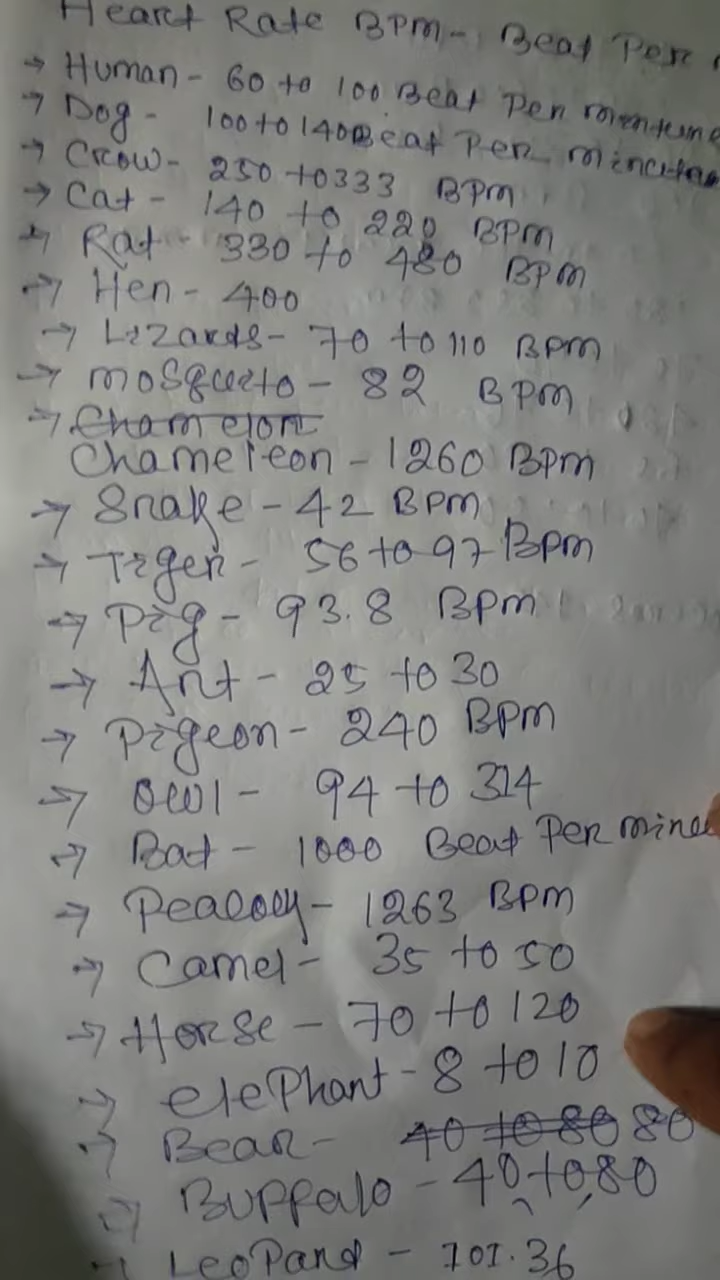 Heart Rate BPM - Beat Per
→ Human - 60 to 100 Beat Per
→ Dog - 100 to 140 Beat Per
→ Crow - 250 to 333 BPM
→ Cat - 140 to 220 BPM
→ Rat - 330 to 480 BPM
→ Hen - 400
→ Lizards - 70 to 110 BPM
→ Mosqueto - 82 BPM
→ Chameion
Chameleon - 1260 BPM
→ Snake - 42 BPM
→ Tiger - 56 to 97 BPM
→ Pig - 93.8 BPM
→ Ant - 25 to 30
→ Pigeon - 240 BPM
→ Owl - 94 to 314
→ Bat - 1000 Beat Per mine
→ Peacock - 1263 BPM
→ Camel - 35 to 50
→ Horse - 70 to 120
→ elePhant - 8 to 10
→ Bear - 40 to 80 80
→ Buffalo - 40 to 80
→ Leopard - 101.36